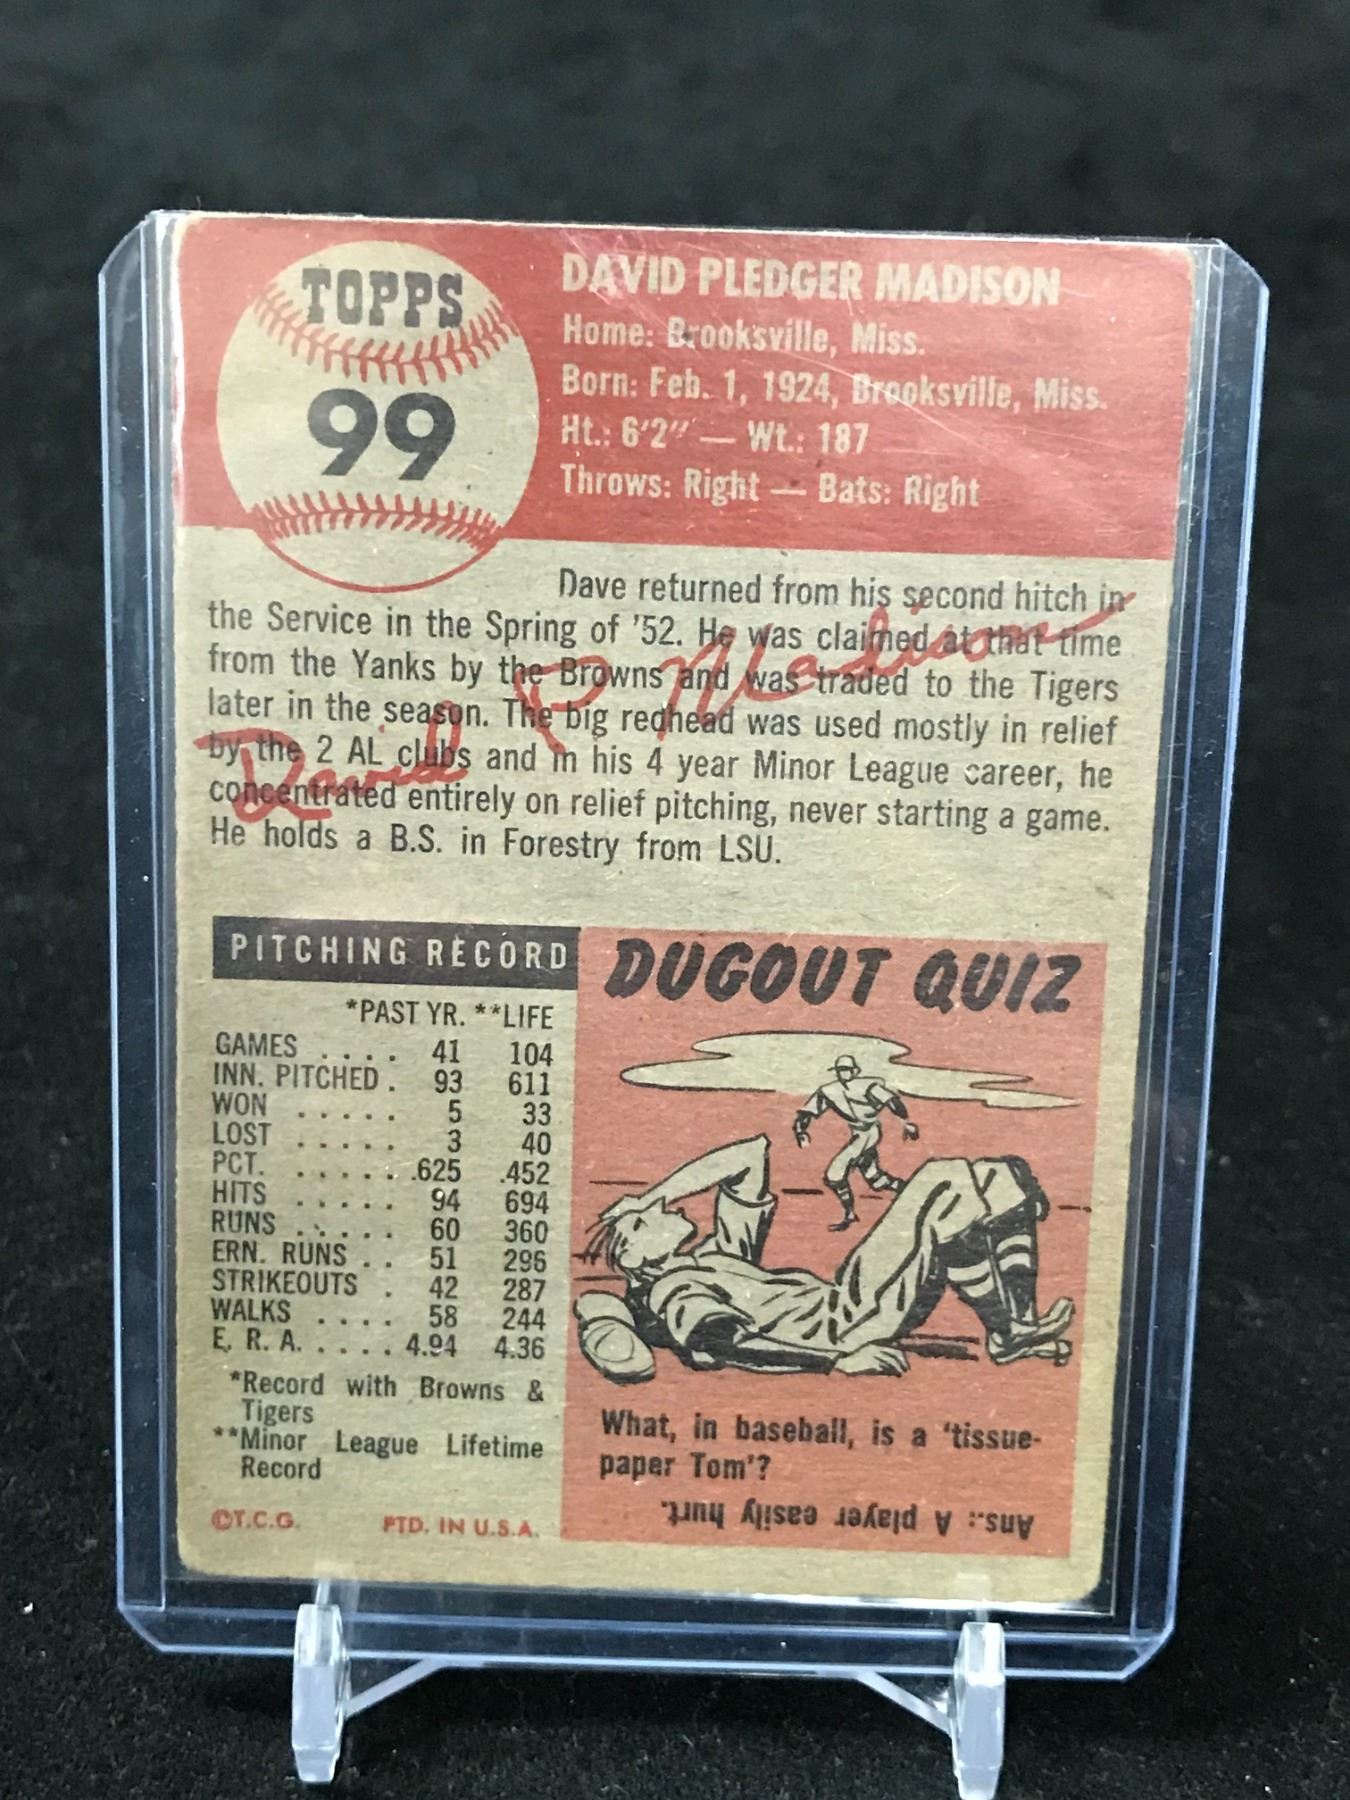 TOPPS
99
DAVID PLEDGER MADISON
Home: Brooksville, Miss.
Born: Feb. 1, 1924, Brooksville, Miss.
Ht.: 6'2" — Wt.: 187
Throws: Right — Bats: Right
Dave returned from his second hitch in
the Service in the Spring of '52. He was claimed at that time
from the Yanks by the Browns and was traded to the Tigers
later in the season. The big redhead was used mostly in relief
by the 2 AL clubs and in his 4 year Minor League career, he
concentrated entirely on relief pitching, never starting a game.
He holds a B.S. in Forestry from LSU.
David P. Madison
PITCHING RECORD
*PAST YR. **LIFE
GAMES . . . . 41 104
INN. PITCHED . 93 611
WON . . . . . 5 33
LOST . . . . . 3 40
PCT. . . . . . .625 .452
HITS . . . . . 94 694
RUNS . . . . . 60 360
ERN. RUNS . . 51 296
STRIKEOUTS . 42 287
WALKS . . . . 58 244
E. R. A. . . . . 4.94 4.36
*Record with Browns &
Tigers
**Minor League Lifetime
Record
©T.C.G. PTD. IN U.S.A.
DUGOUT QUIZ
What, in baseball, is a 'tissue-
paper Tom'?
Ans.: A player easily hurt.